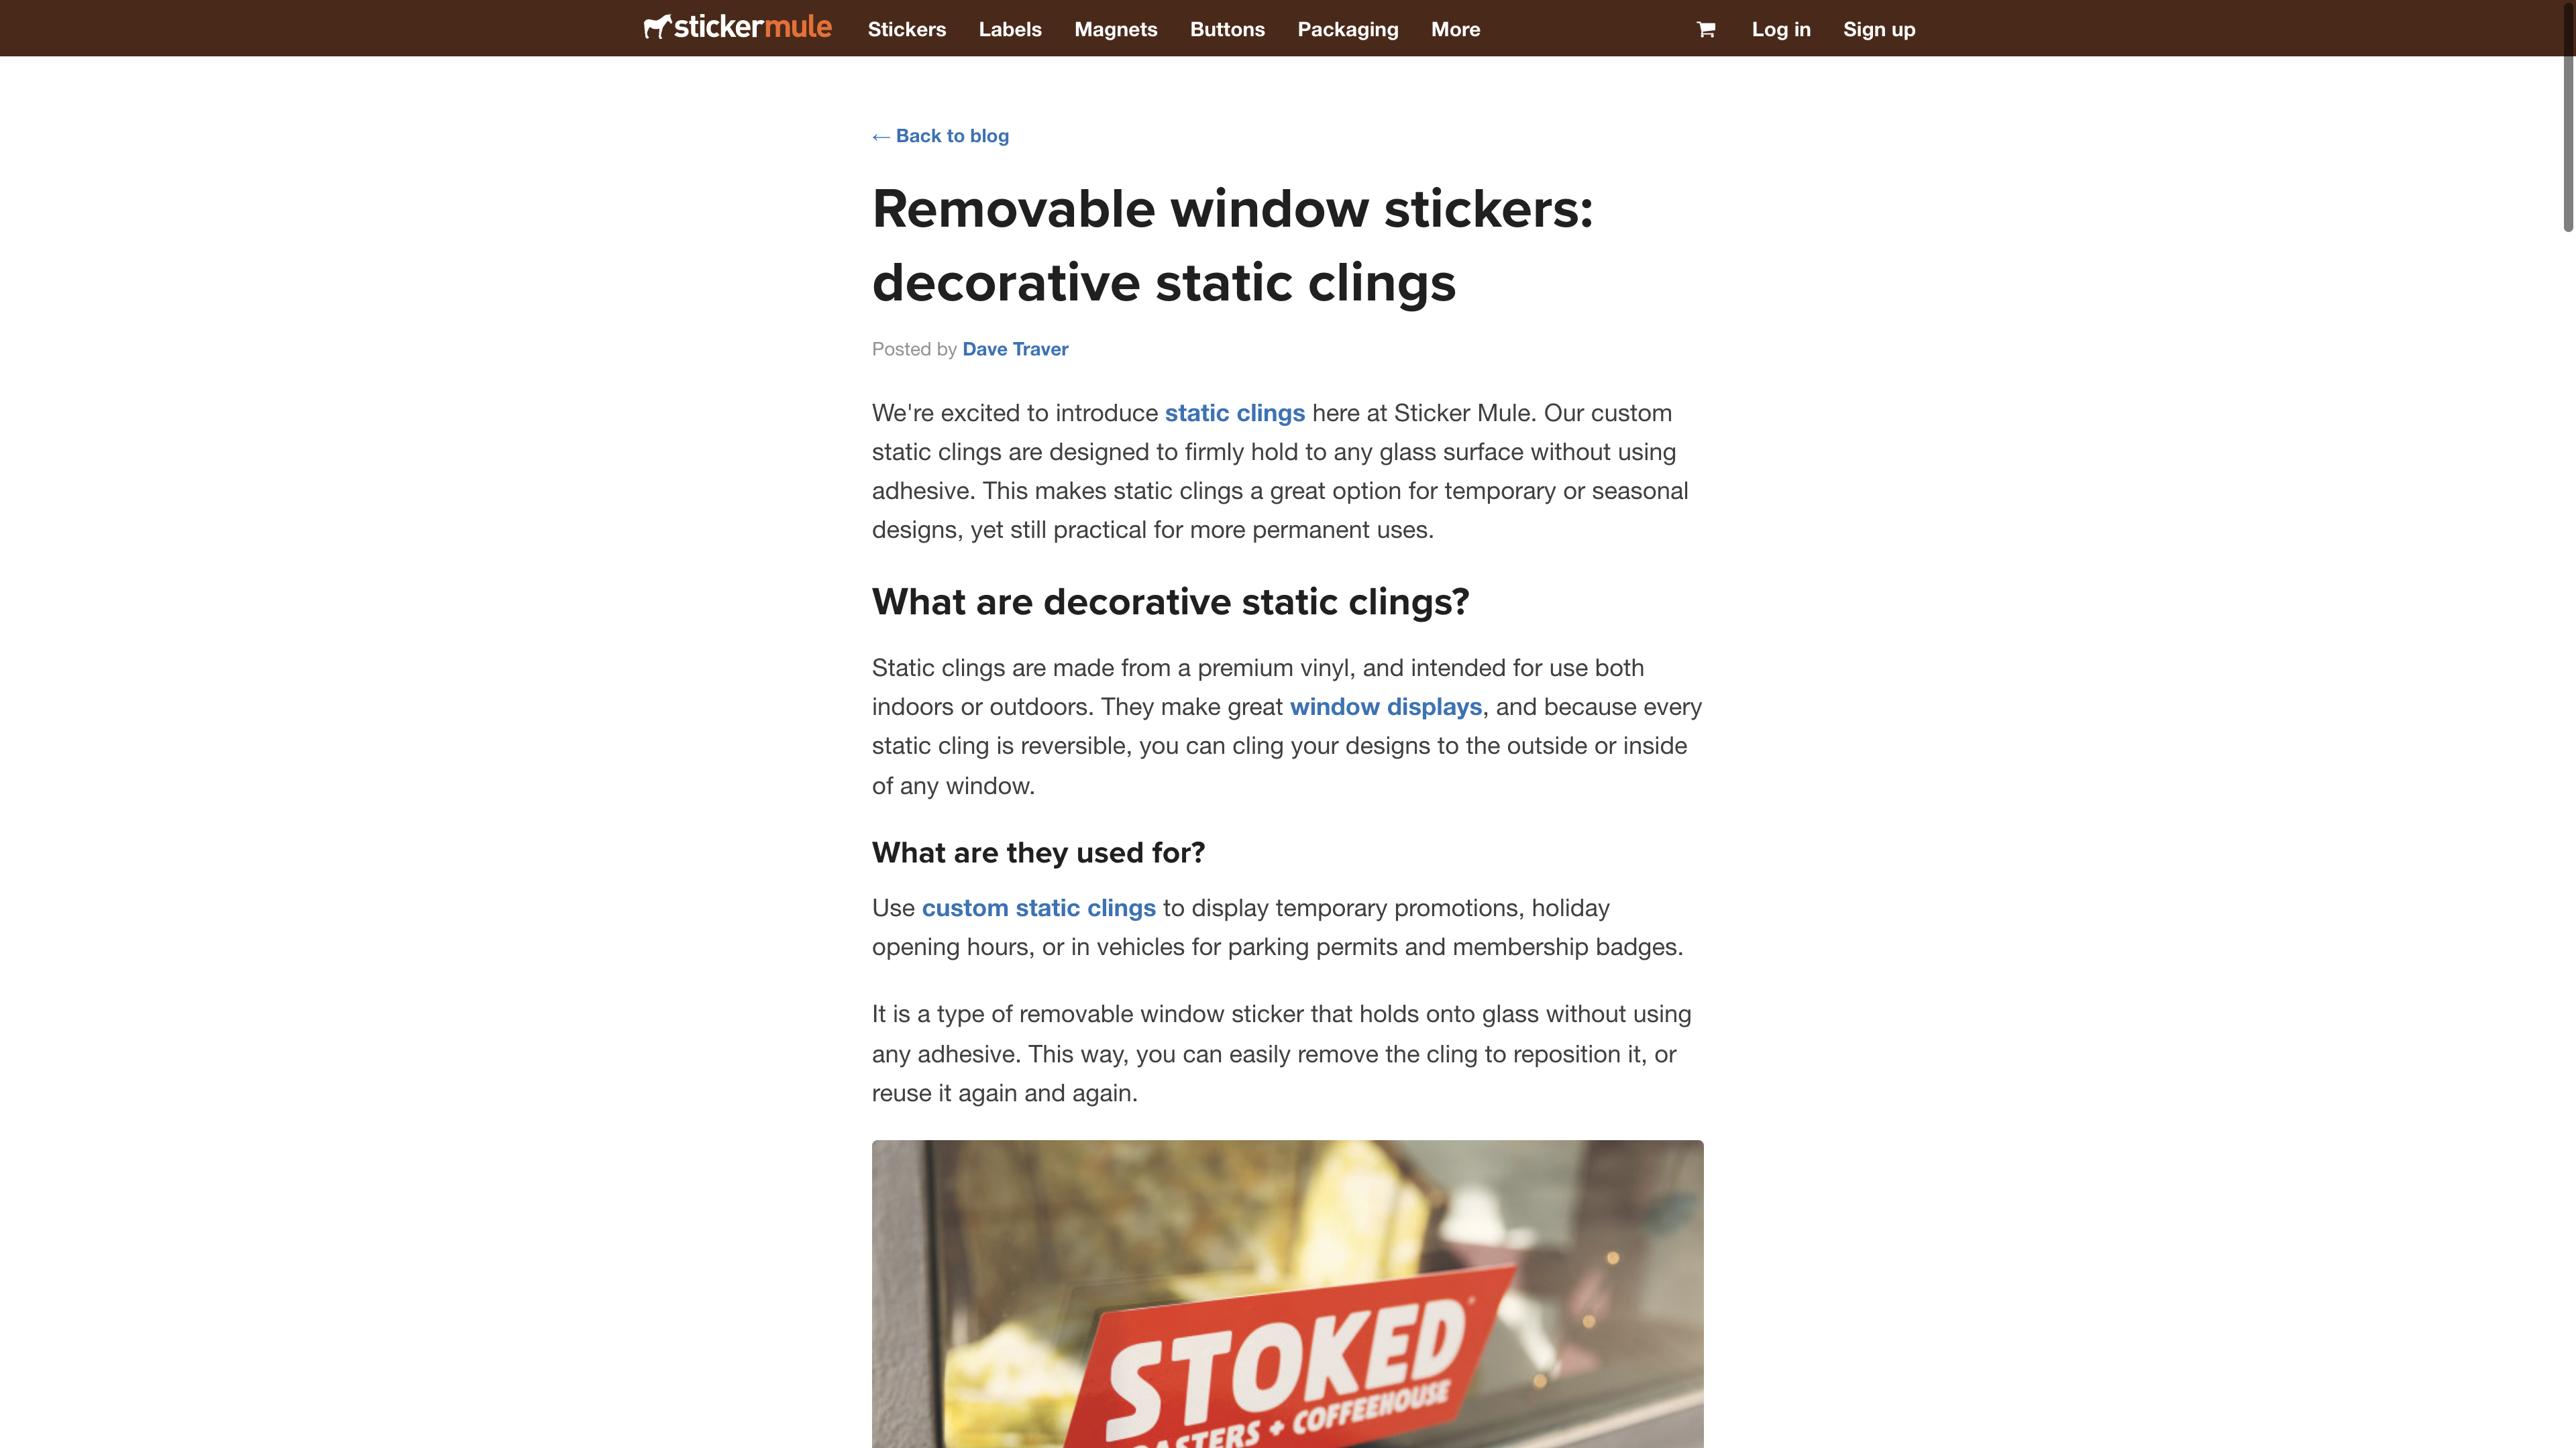 stickermule Stickers Labels Magnets Buttons Packaging More Log in Sign up
← Back to blog
Removable window stickers:
decorative static clings
Posted by Dave Traver
We're excited to introduce static clings here at Sticker Mule. Our custom
static clings are designed to firmly hold to any glass surface without using
adhesive. This makes static clings a great option for temporary or seasonal
designs, yet still practical for more permanent uses.
What are decorative static clings?
Static clings are made from a premium vinyl, and intended for use both
indoors or outdoors. They make great window displays, and because every
static cling is reversible, you can cling your designs to the outside or inside
of any window.
What are they used for?
Use custom static clings to display temporary promotions, holiday
opening hours, or in vehicles for parking permits and membership badges.
It is a type of removable window sticker that holds onto glass without using
any adhesive. This way, you can easily remove the cling to reposition it, or
reuse it again and again.
STOKED
+ COFFEEHOUSE